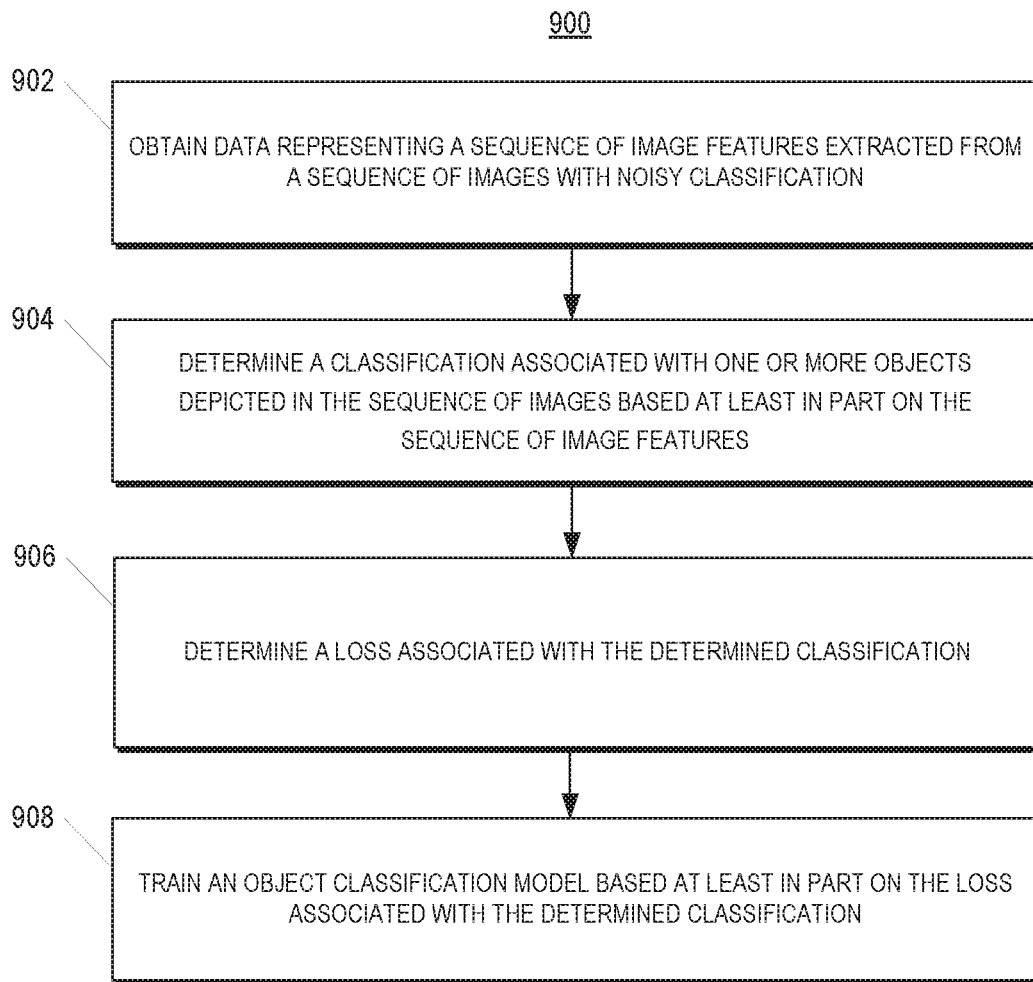 900
902
OBTAIN DATA REPRESENTING A SEQUENCE OF IMAGE FEATURES EXTRACTED FROM
A SEQUENCE OF IMAGES WITH NOISY CLASSIFICATION
904
DETERMINE A CLASSIFICATION ASSOCIATED WITH ONE OR MORE OBJECTS
DEPICTED IN THE SEQUENCE OF IMAGES BASED AT LEAST IN PART ON THE
SEQUENCE OF IMAGE FEATURES
906
DETERMINE A LOSS ASSOCIATED WITH THE DETERMINED CLASSIFICATION
908
TRAIN AN OBJECT CLASSIFICATION MODEL BASED AT LEAST IN PART ON THE LOSS
ASSOCIATED WITH THE DETERMINED CLASSIFICATION